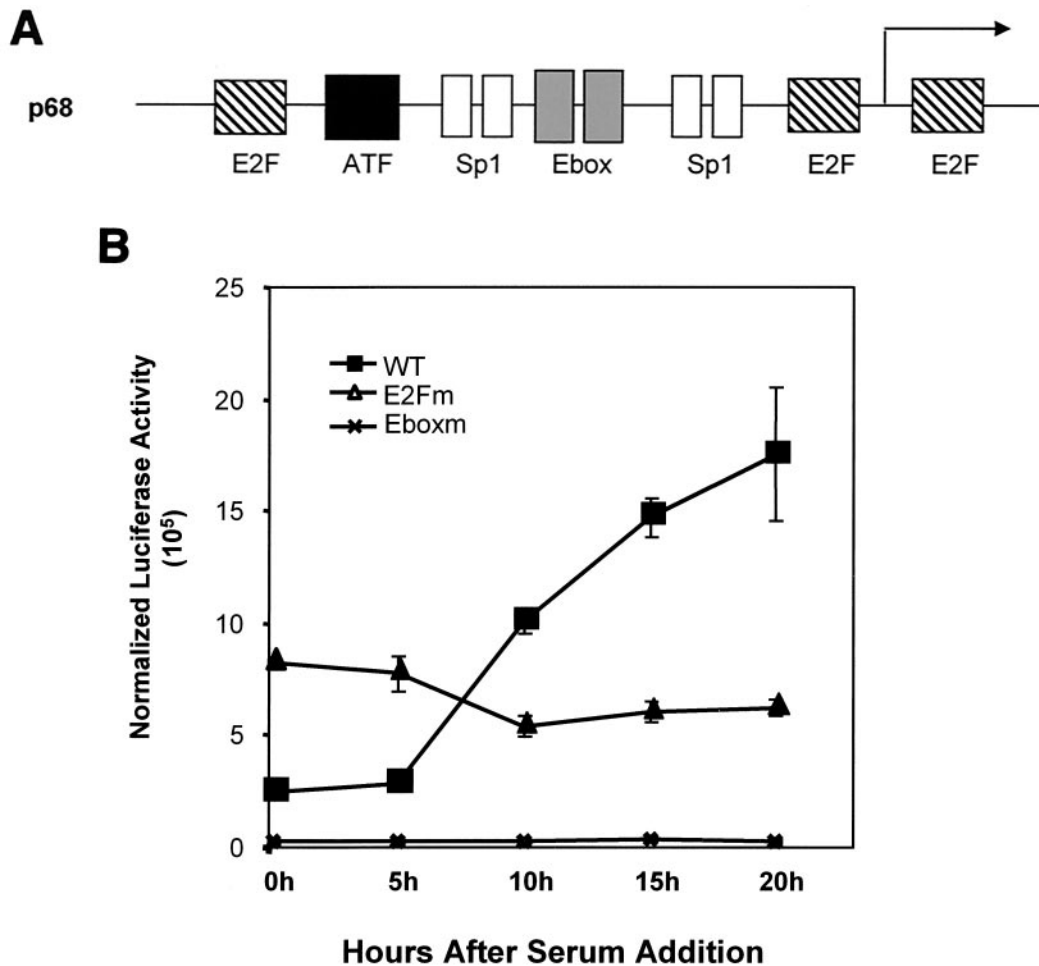 A
p68
E2F ATF Sp1 Ebox Sp1 E2F E2F
B
Normalized Luciferase Activity
(10⁵)
25
20
15
10
5
0
WT
E2Fm
Eboxm
0h 5h 10h 15h 20h
Hours After Serum Addition